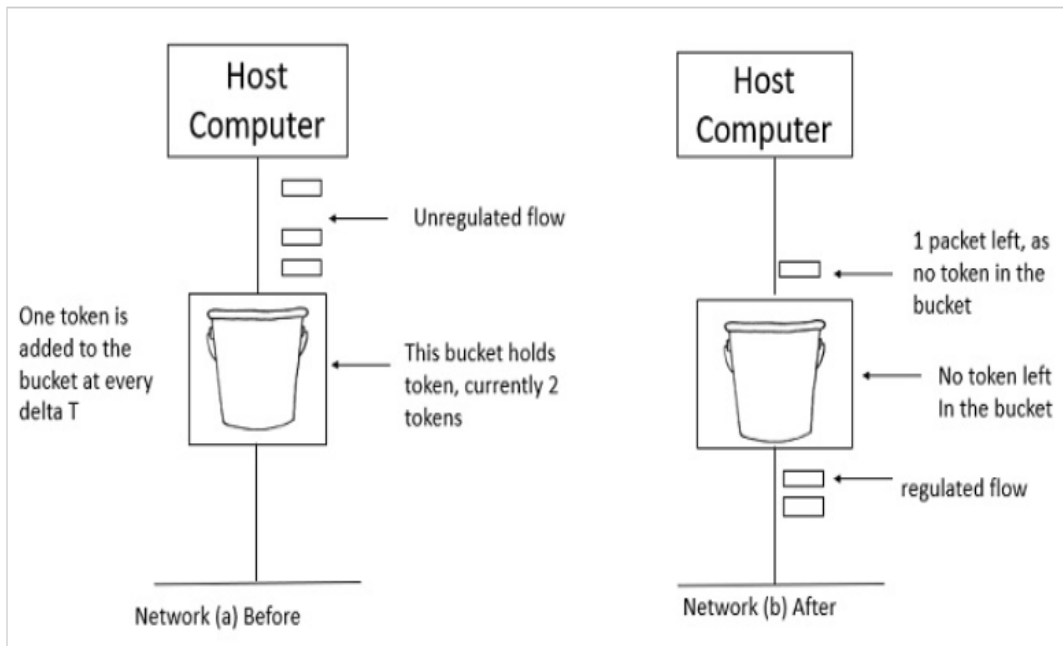 Host
Computer
Unregulated flow
One token is
added to the
bucket at every
delta T
This bucket holds
token, currently 2
tokens
Network (a) Before
Host
Computer
1 packet left, as
no token in the
bucket
No token left
In the bucket
regulated flow
Network (b) After